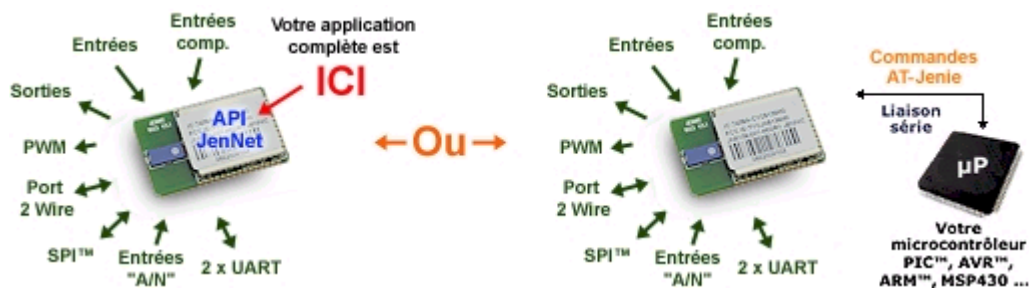 Entrées
Entrées
comp.
Votre application
complète est
ICI
Sorties
API
JenNet
PWM
Port
2 Wire
SPI™
Entrées
"A/N"
2 x UART
Ou
Entrées
Entrées
comp.
Sorties
PWM
Port
2 Wire
SPI™
Entrées
"A/N"
2 x UART
Commandes
AT-Jenie
Liaison
série
µP
Votre
microcontrôleur
PIC™, AVR™,
ARM™, MSP430 ...